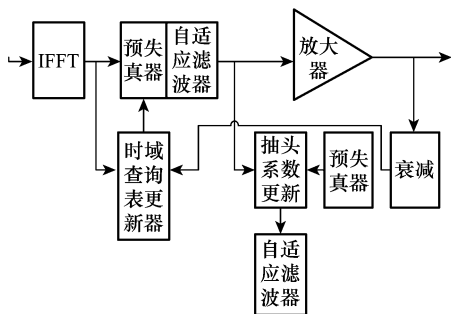 IFFT
预失
真器
自适
应滤
波器
放大
器
时域
查询
表更
新器
抽头
系数
更新
预失
真器
衰减
自适
应滤
波器